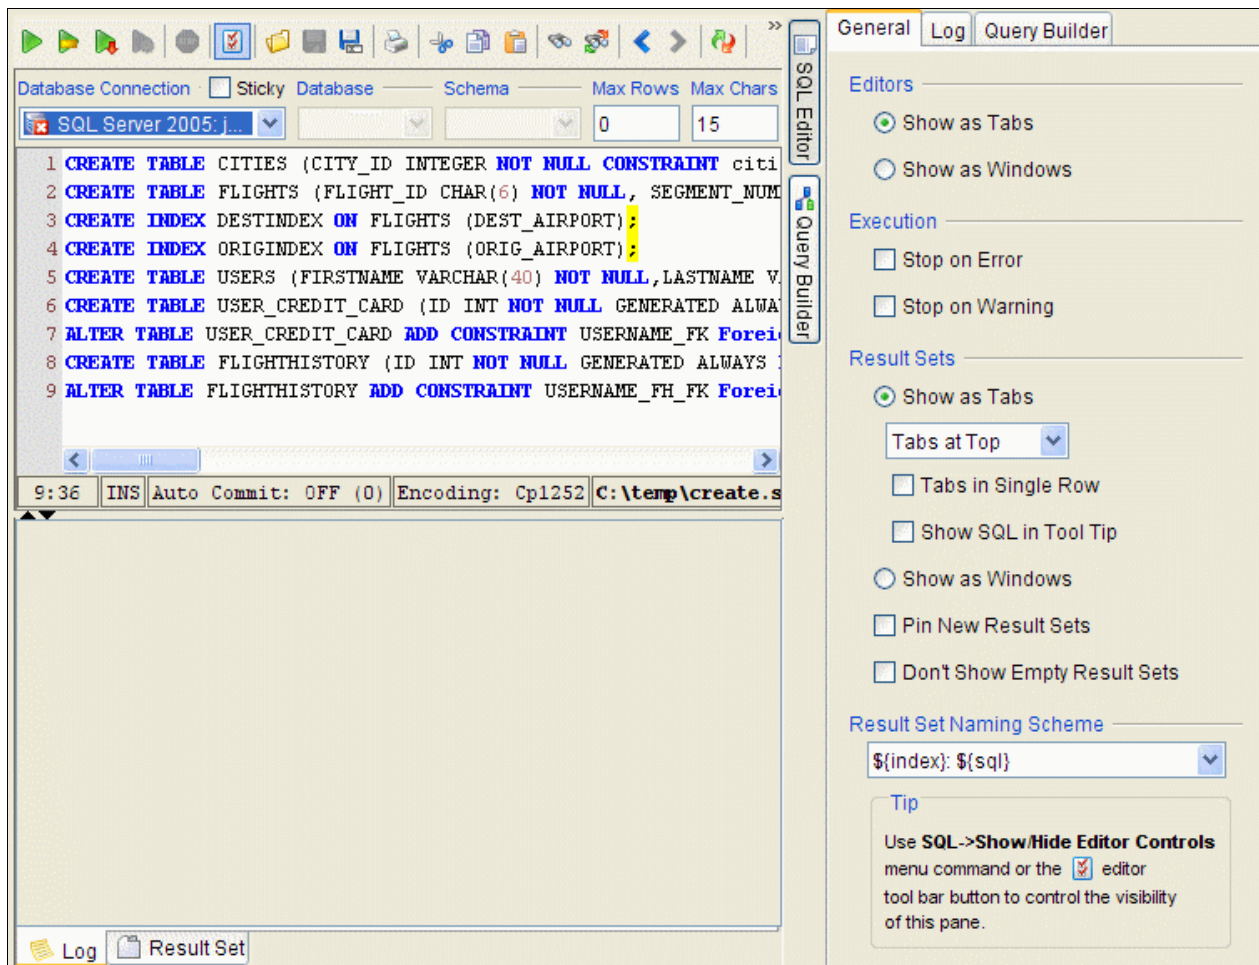 »
Database Connection Sticky Database Schema Max Rows Max Chars
SQL Server 2005: j... 0 15
1 CREATE TABLE CITIES (CITY_ID INTEGER NOT NULL CONSTRAINT citi
2 CREATE TABLE FLIGHTS (FLIGHT_ID CHAR(6) NOT NULL, SEGMENT_NUM
3 CREATE INDEX DESTINDEX ON FLIGHTS (DEST_AIRPORT);
4 CREATE INDEX ORIGINDEX ON FLIGHTS (ORIG_AIRPORT);
5 CREATE TABLE USERS (FIRSTNAME VARCHAR(40) NOT NULL,LASTNAME VA
6 CREATE TABLE USER_CREDIT_CARD (ID INT NOT NULL GENERATED ALWA
7 ALTER TABLE USER_CREDIT_CARD ADD CONSTRAINT USERNAME_FK Forei
8 CREATE TABLE FLIGHTHISTORY (ID INT NOT NULL GENERATED ALWAYS
9 ALTER TABLE FLIGHTHISTORY ADD CONSTRAINT USERNAME_FH_FK Forei
9:36 INS Auto Commit: OFF (0) Encoding: Cp1252 C:\temp\create.s
Log Result Set
SQL Editor
Query Builder
General Log Query Builder
Editors
Show as Tabs
Show as Windows
Execution
Stop on Error
Stop on Warning
Result Sets
Show as Tabs
Tabs at Top
Tabs in Single Row
Show SQL in Tool Tip
Show as Windows
Pin New Result Sets
Don't Show Empty Result Sets
Result Set Naming Scheme
${index}: ${sql}
Tip
Use SQL->Show/Hide Editor Controls
menu command or the editor
tool bar button to control the visibility
of this pane.